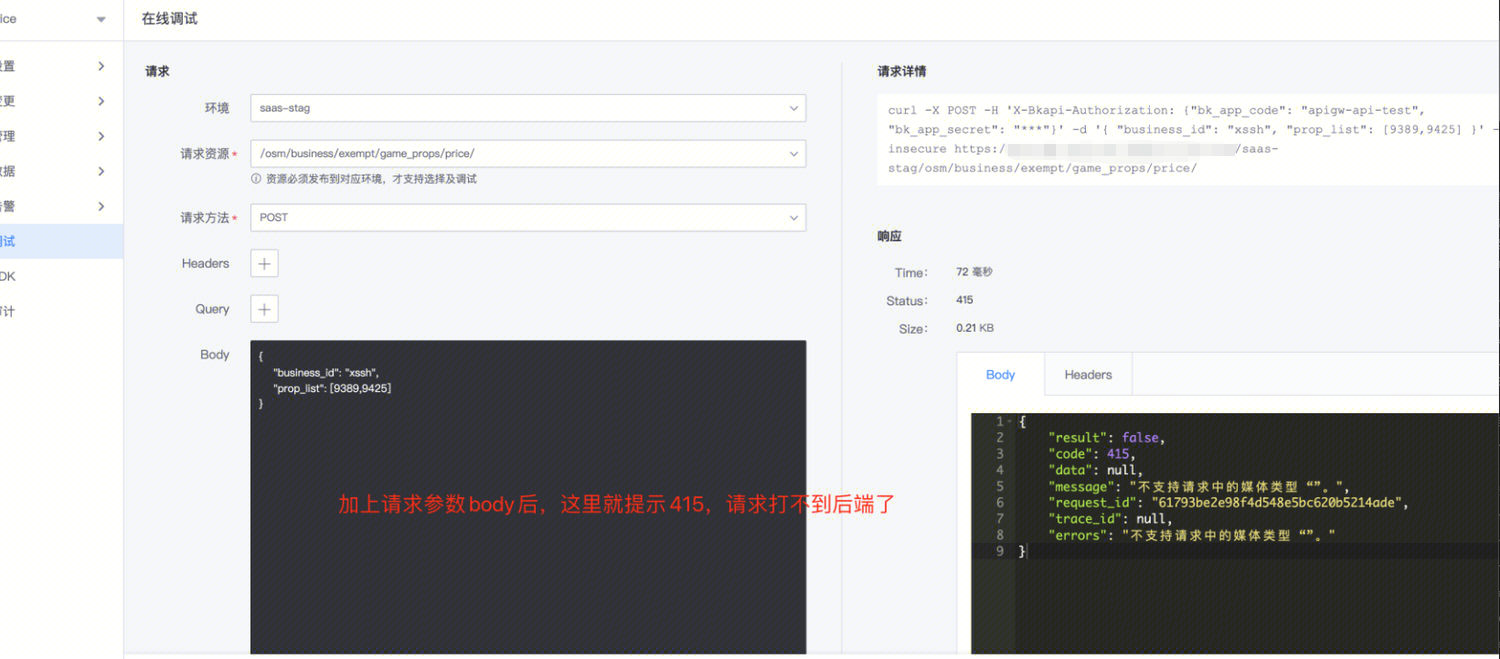 ice
在线调试
置
更
管理
数据
告警
调试
DK
审计
请求
环境
saas-stag
请求资源*
/osm/business/exempt/game_props/price/
资源必须发布到对应环境，才支持选择及调试
请求方法*
POST
Headers
Query
Body
{
"business_id": "xssh",
"prop_list": [9389,9425]
}
加上请求参数body后，这里就提示415，请求打不到后端了
请求详情
curl -X POST -H 'X-Bkapi-Authorization: {"bk_app_code": "apigw-api-test",
"bk_app_secret": "***"}' -d '{ "business_id": "xssh", "prop_list": [9389,9425] }' -
insecure https:/ /saas-
stag/osm/business/exempt/game_props/price/
响应
Time: 72 毫秒
Status: 415
Size: 0.21 KB
Body
Headers
1 {
2 "result": false,
3 "code": 415,
4 "data": null,
5 "message": "不支持请求中的媒体类型 “”。",
6 "request_id": "61793be2e98f4d548e5bc620b5214ade",
7 "trace_id": null,
8 "errors": "不支持请求中的媒体类型 “”。"
9 }